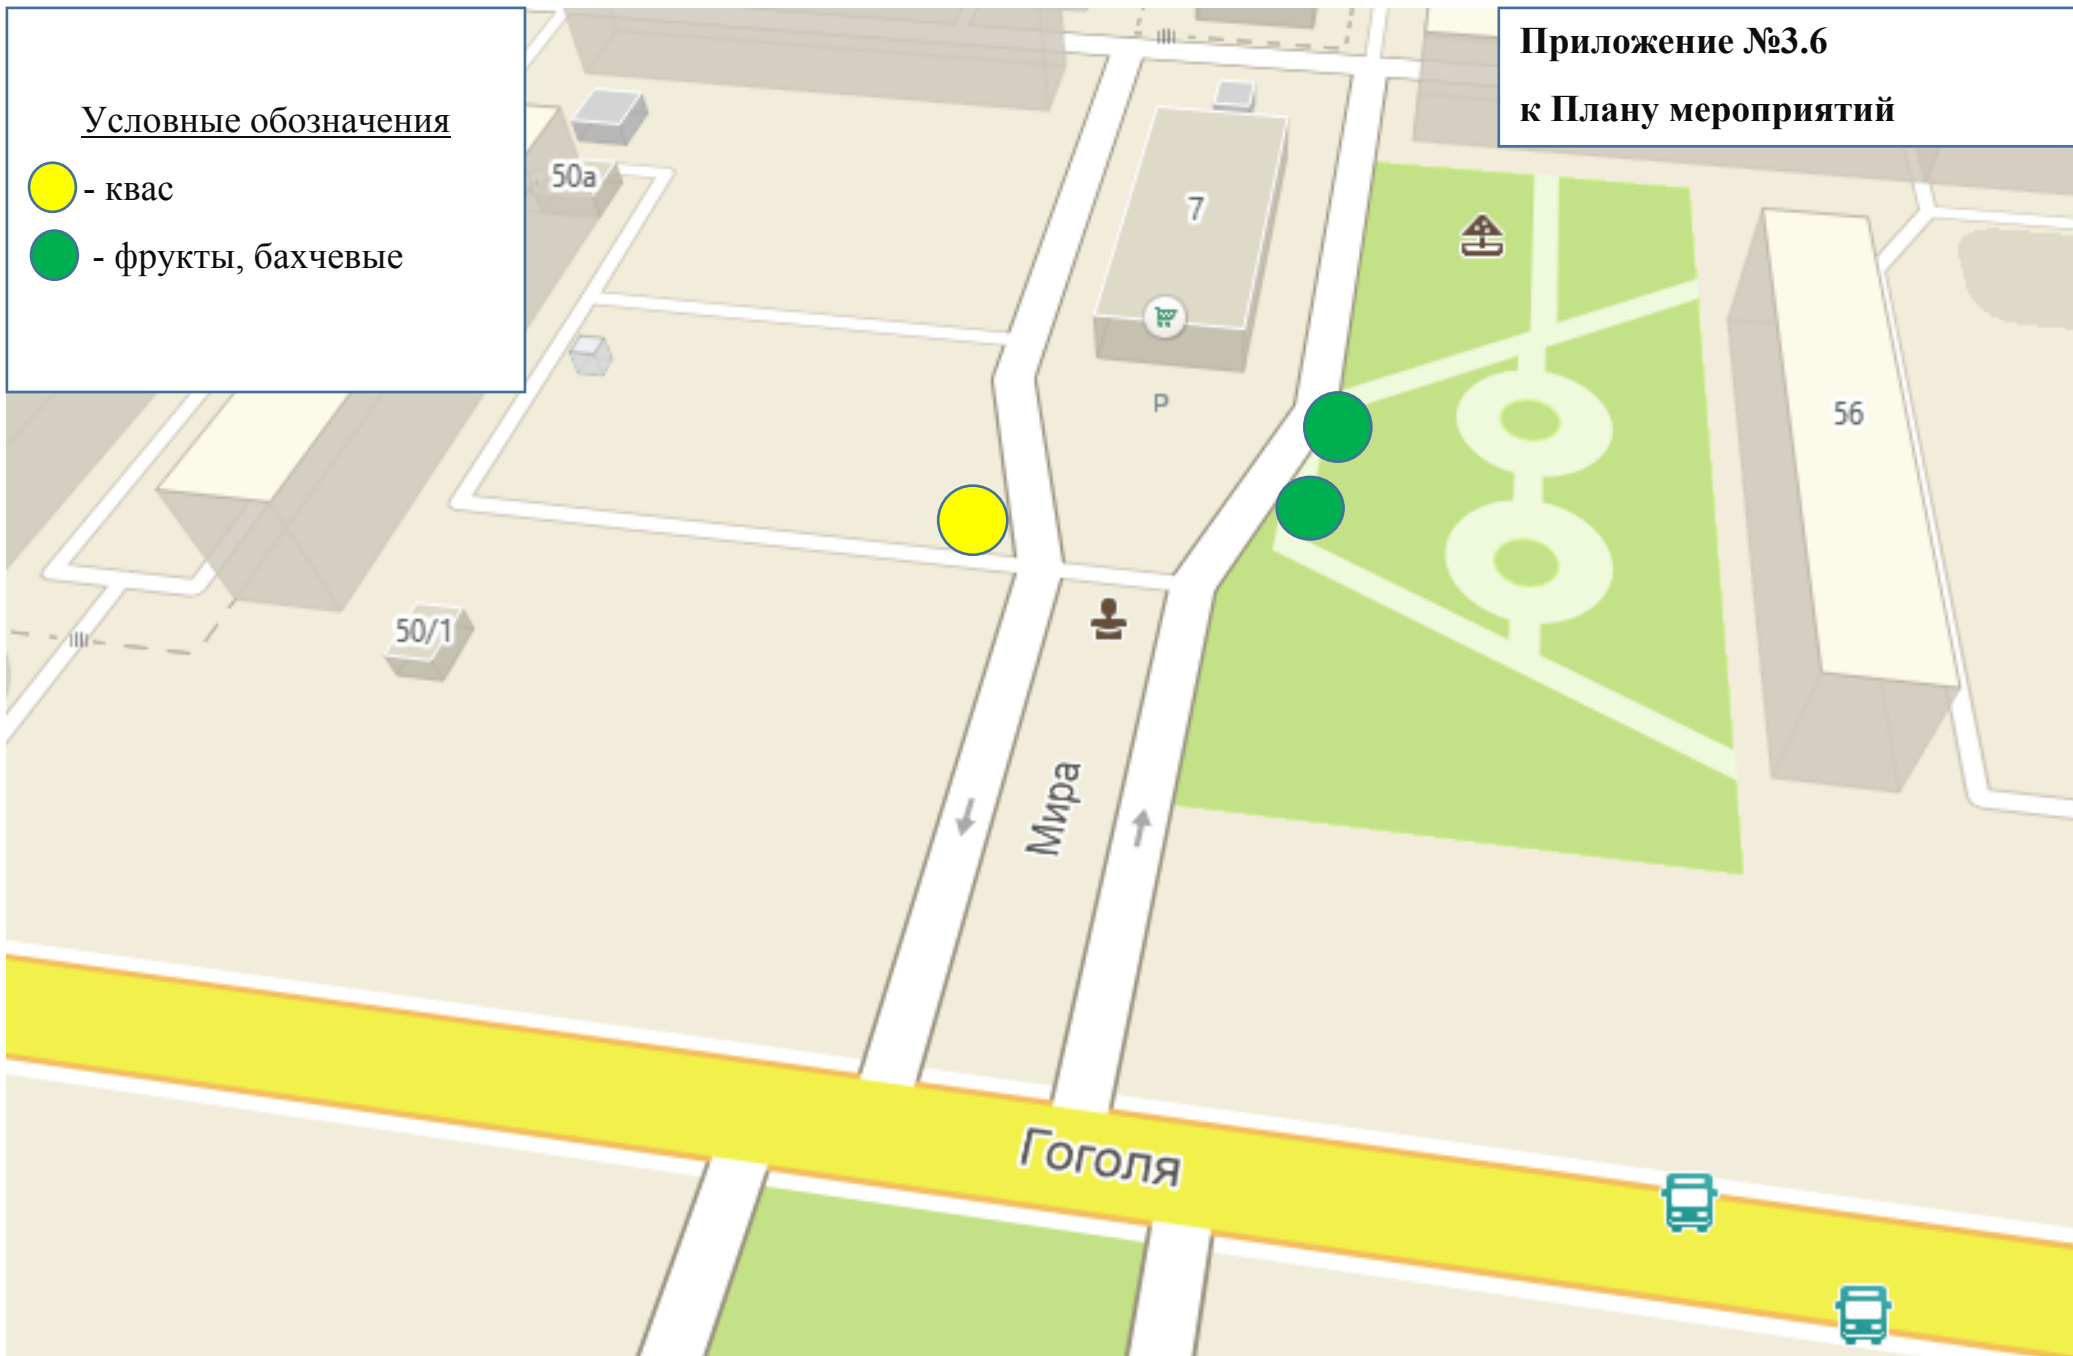 Условные обозначения
- квас
- фрукты, бахчевые
Приложение №3.6
к Плану мероприятий
50а
7
P
56
50/1
Мира
Гоголя